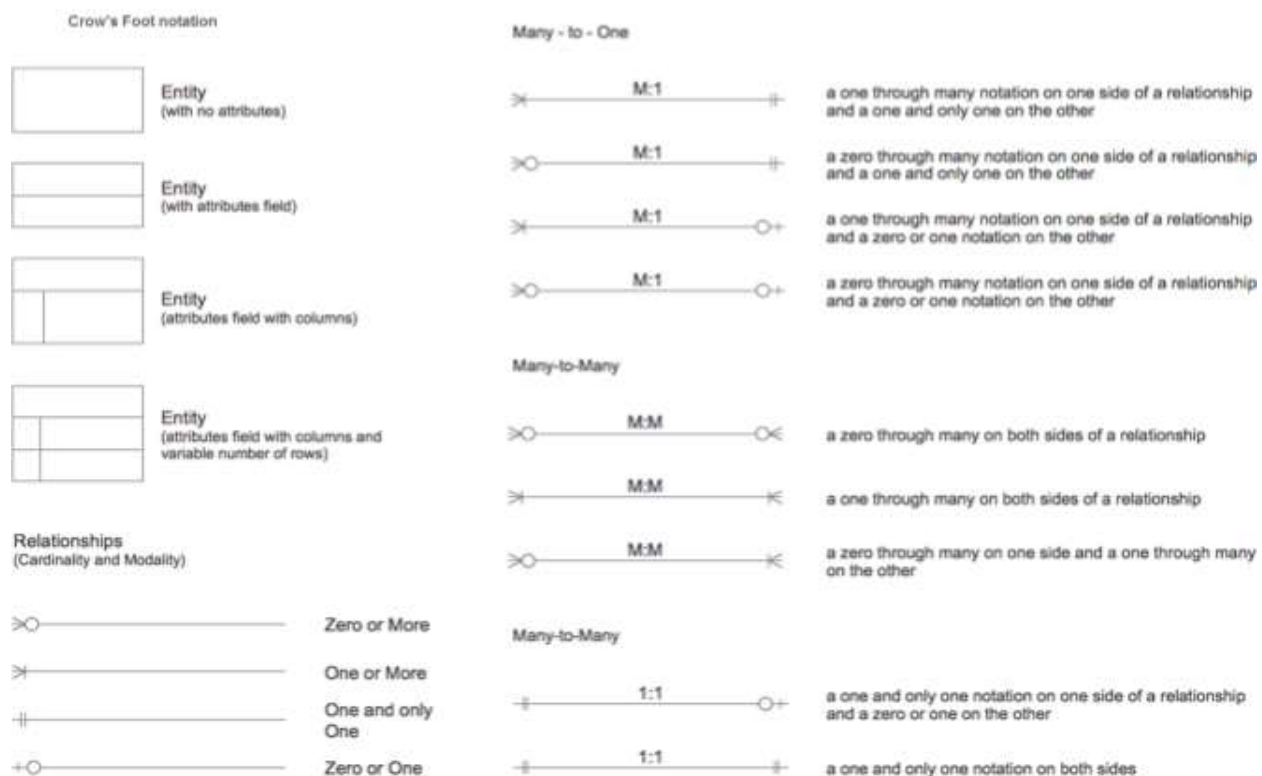 Crow's Foot notation
Entity
(with no attributes)
Entity
(with attributes field)
Entity
(attributes field with columns)
Entity
(attributes field with columns and
variable number of rows)
Relationships
(Cardinality and Modality)
Zero or More
One or More
One and only
One
Zero or One
Many - to - One
M:1
a one through many notation on one side of a relationship
and a one and only one on the other
M:1
a zero through many notation on one side of a relationship
and a one and only one on the other
M:1
a one through many notation on one side of a relationship
and a zero or one notation on the other
M:1
a zero through many notation on one side of a relationship
and a zero or one notation on the other
Many-to-Many
M:M
a zero through many on both sides of a relationship
M:M
a one through many on both sides of a relationship
M:M
a zero through many on one side and a one through many
on the other
Many-to-Many
1:1
a one and only one notation on one side of a relationship
and a zero or one on the other
1:1
a one and only one notation on both sides